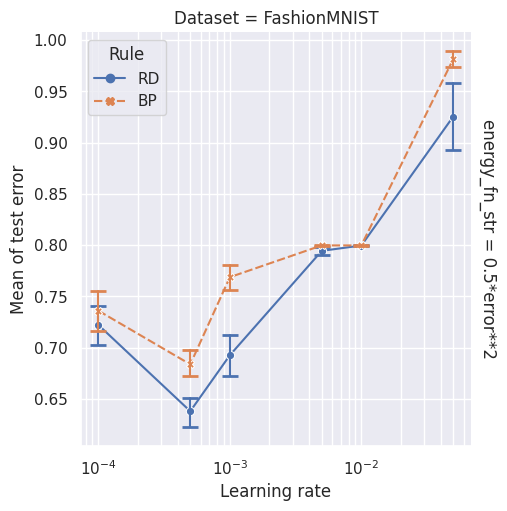 Dataset = FashionMNIST
Rule
RD
BP
1.00
0.95
0.90
0.85
0.80
0.75
0.70
0.65
Mean of test error
10⁻⁴
10⁻³
10⁻²
Learning rate
energy_fn_str = 0.5*error**2